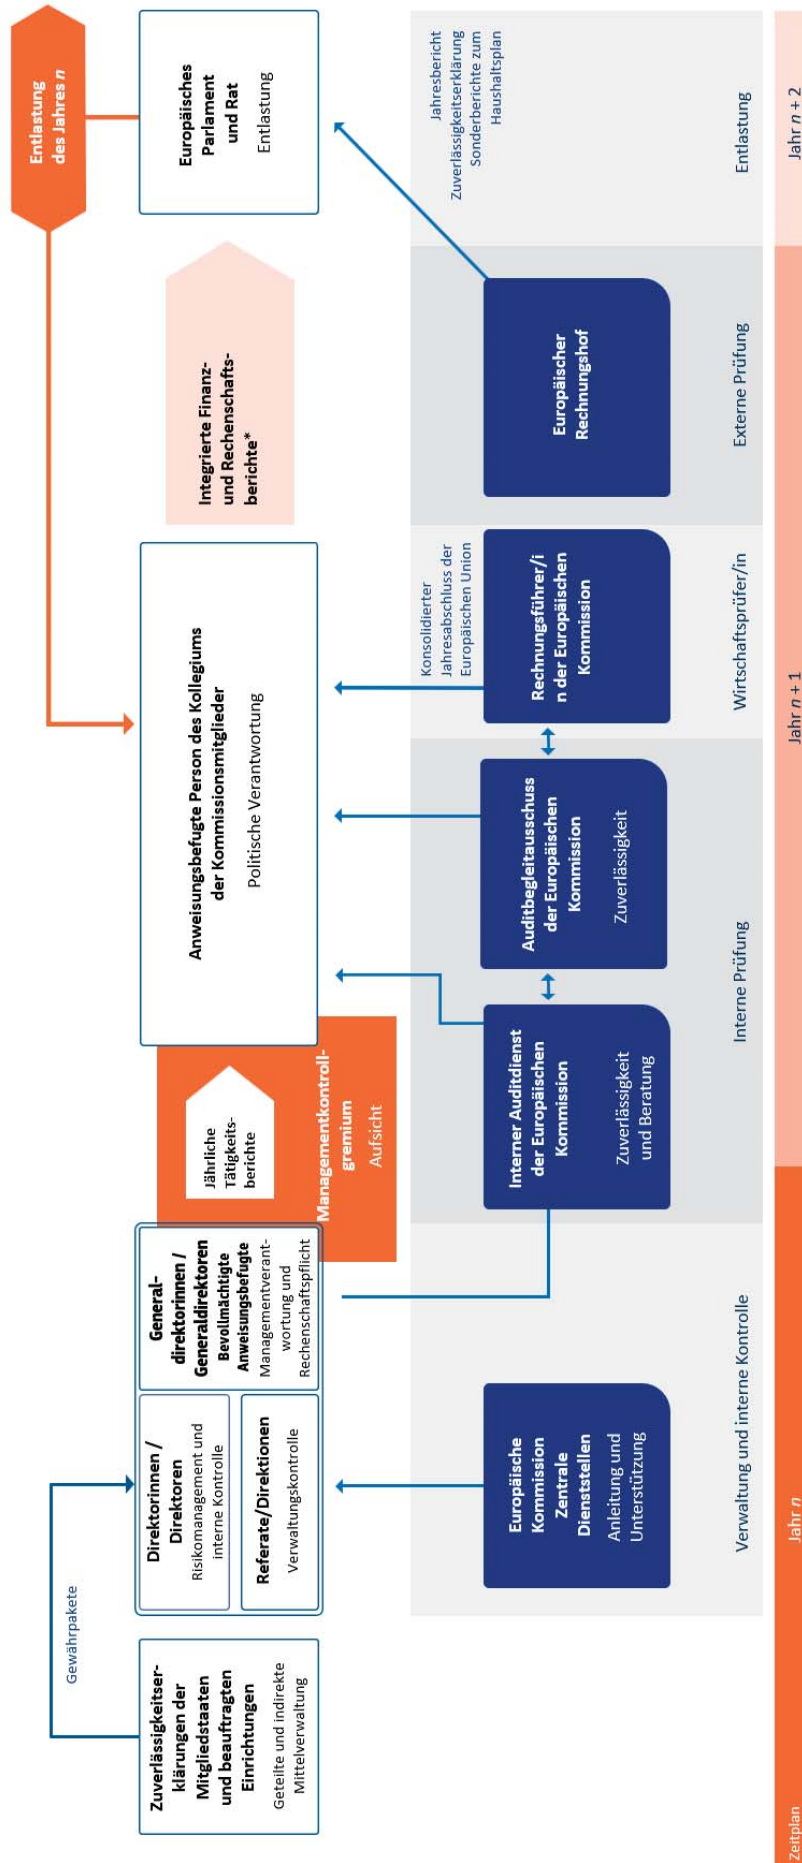 Entlastung
des Jahres n
Gewährpakete
Zuverlässigkeitser-
klärungen der
Mitgliedstaaten
und beauftragten
Einrichtungen
Geteilte und indirekte
Mittelverwaltung
Direktorinnen /
Direktoren
Risikomanagement und
interne Kontrolle
Referate/Direktionen
Verwaltungskontrolle
General-
direktorinnen /
Generaldirektoren
Bevollmächtigte
Anweisungsbefugte
Managementverant-
wortung und
Rechenschaftspflicht
Jährliche
Tätigkeits-
berichte
Managementkontroll-
gremium
Aufsicht
Anweisungsbefugte Person des Kollegiums
der Kommissionsmitglieder
Politische Verantwortung
Integrierte Finanz-
und Rechenschafts-
berichte*
Europäisches
Parlament
und Rat
Entlastung
Europäische
Kommission
Zentrale
Dienststellen
Anleitung und
Unterstützung
Interner Auditdienst
der Europäischen
Kommission
Zuverlässigkeit
und Beratung
Auditbegleitausschuss
der Europäischen
Kommission
Zuverlässigkeit
Konsolidierter
Jahresabschluss der
Europäischen Union
Rechnungsführer/i
n der Europäischen
Kommission
Europäischer
Rechnungshof
Jahresbericht
Zuverlässigkeitserklärung
Sonderberichte zum
Haushaltsplan
Verwaltung und interne Kontrolle
Interne Prüfung
Wirtschaftsprüfer/in
Externe Prüfung
Entlastung
Zeitplan
Jahr n
Jahr n + 1
Jahr n + 2